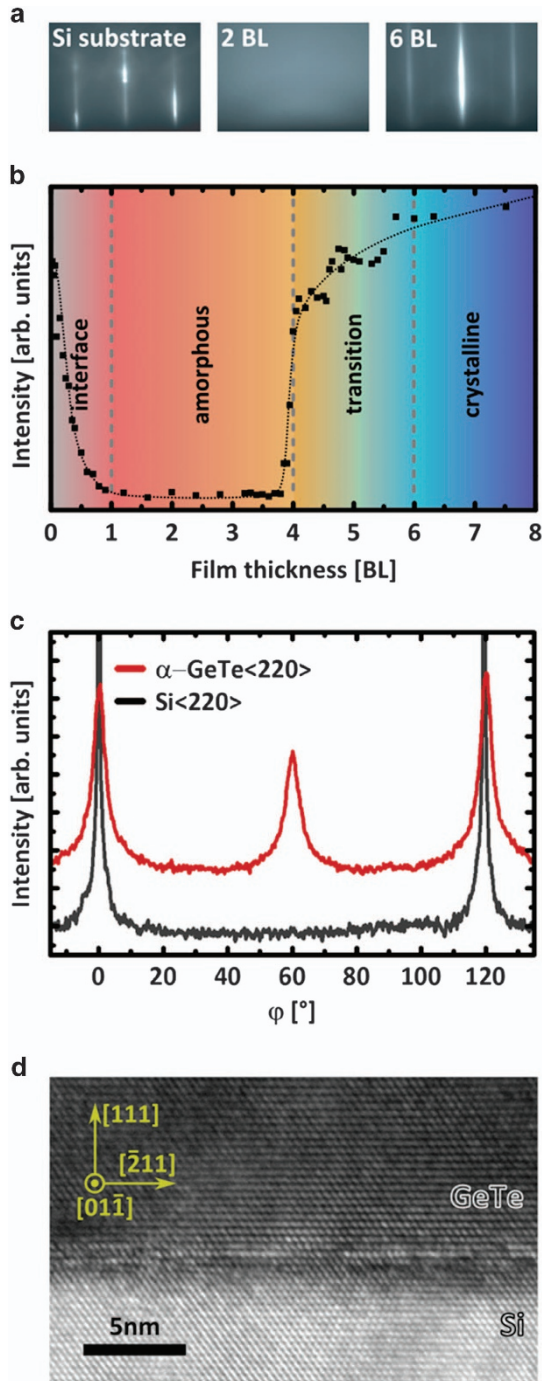 a
Si substrate
2 BL
6 BL
b
Intensity [arb. units]
interface
amorphous
transition
crystalline
0 1 2 3 4 5 6 7 8
Film thickness [BL]
c
Intensity [arb. units]
α−GeTe<220>
Si<220>
0 20 40 60 80 100 120
φ [°]
d
[111]
[2̄11]
[011̄]
GeTe
Si
5nm